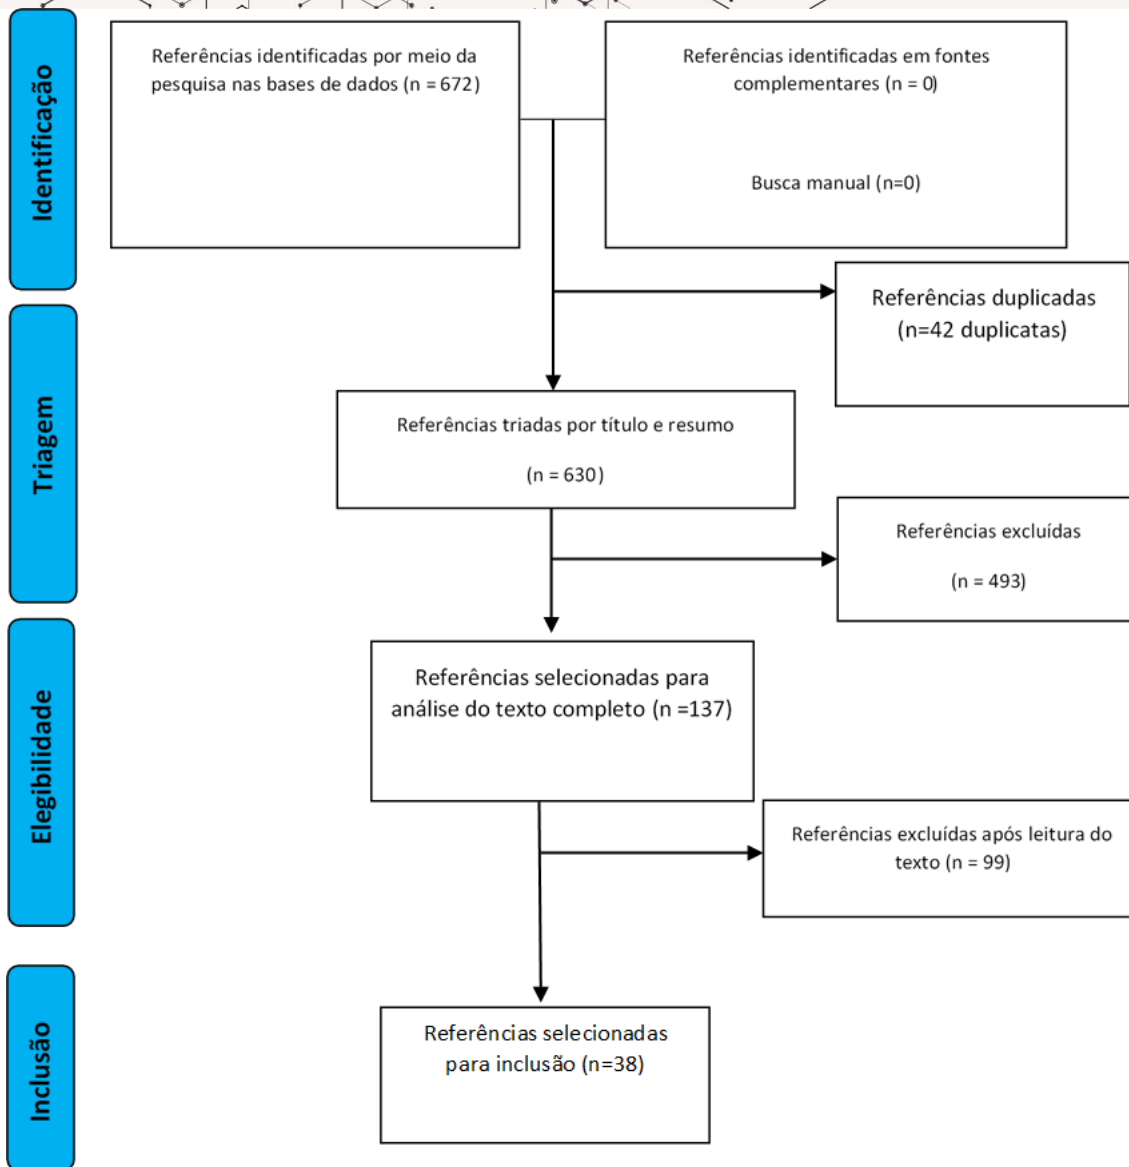 Identificação
Referências identificadas por meio da
pesquisa nas bases de dados (n = 672)
Referências identificadas em fontes
complementares (n = 0)
Busca manual (n=0)
Referências duplicadas
(n=42 duplicatas)
Triagem
Referências triadas por título e resumo
(n = 630)
Referências excluídas
(n = 493)
Elegibilidade
Referências selecionadas para
análise do texto completo (n =137)
Referências excluídas após leitura do
texto (n = 99)
Inclusão
Referências selecionadas
para inclusão (n=38)